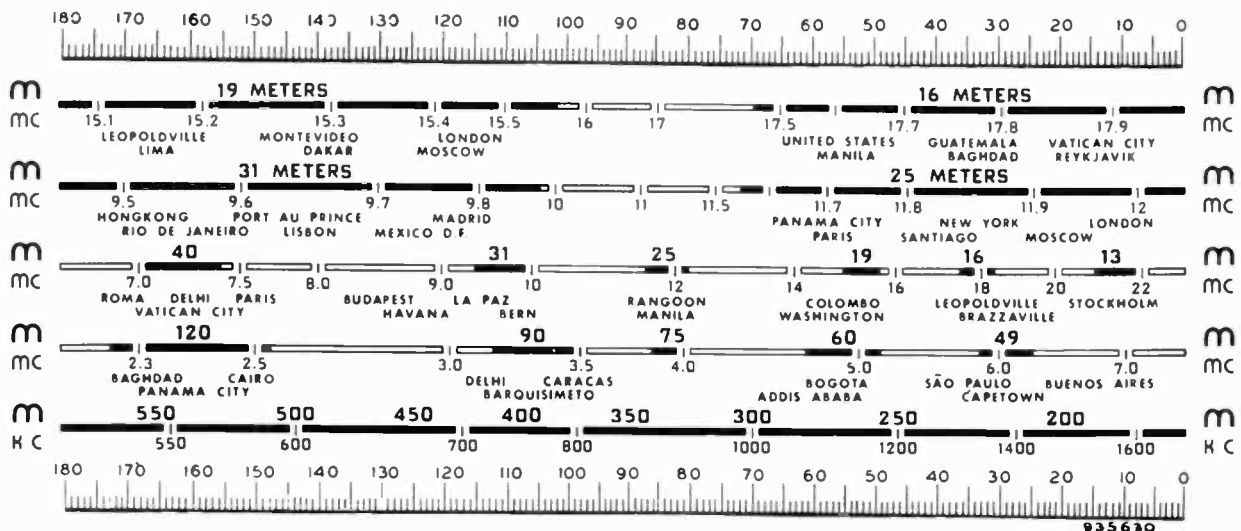 180 170 160 150 140 130 120 110 100 90 80 70 60 50 40 30 20 10 0
m 19 METERS 16 METERS m
MC 15.1 15.2 15.3 15.4 15.5 16 17 17.5 17.7 17.8 17.9 MC
LEOPOLDVILLE MONTEVIDEO LONDON UNITED STATES GUATEMALA VATICAN CITY
LIMA DAKAR MOSCOW MANILA BAGHDAD REYKJAVIK
m 31 METERS 25 METERS m
MC 9.5 9.6 9.7 9.8 10 11 11.5 11.7 11.8 11.9 12 MC
HONGKONG PORT AU PRINCE MADRID PANAMA CITY NEW YORK LONDON
RIO DE JANEIRO LISBON MEXICO D.F. PARIS SANTIAGO MOSCOW
m 40 31 25 19 16 13 m
MC 7.0 7.5 8.0 9.0 10 12 14 16 18 20 22 MC
ROMA DELHI PARIS BUDAPEST LA PAZ RANGOON COLOMBO LEOPOLDVILLE STOCKHOLM
VATICAN CITY HAVANA BERN MANILA WASHINGTON BRAZZAVILLE
m 120 90 75 60 49 m
MC 2.3 2.5 3.0 3.5 4.0 5.0 6.0 7.0 MC
BAGHDAD CAIRO DELHI CARACAS BOGOTA SÃO PAULO BUENOS AIRES
PANAMA CITY BARQUISIMETO ADDIS ABABA CAPETOWN
m 550 500 450 400 350 300 250 200 m
KC 550 600 700 800 1000 1200 1400 1600 KC
180 170 160 150 140 130 120 110 100 90 80 70 60 50 40 30 20 10 0
935630